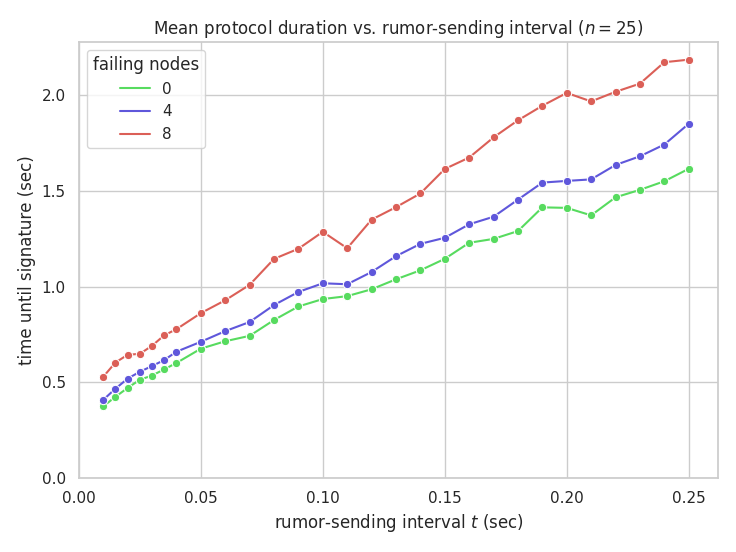 Mean protocol duration vs. rumor-sending interval (n = 25)
failing nodes
0
4
8
time until signature (sec)
2.0
1.5
1.0
0.5
0.0
0.00 0.05 0.10 0.15 0.20 0.25
rumor-sending interval t (sec)